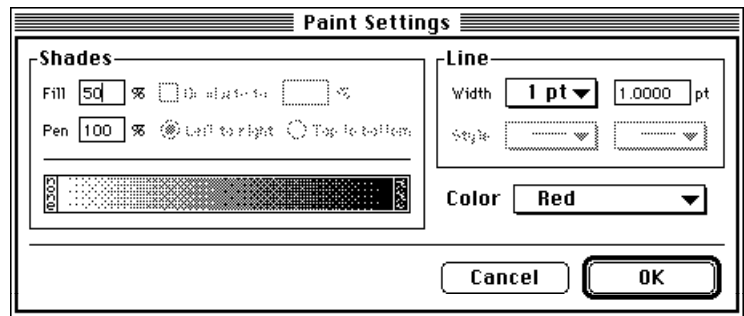 Paint Settings
Shades
Fill 50 % %
Pen 100 % Left to right Top to bottom
Line
Width 1 pt 1.0000 pt
Style
Color Red
Cancel OK